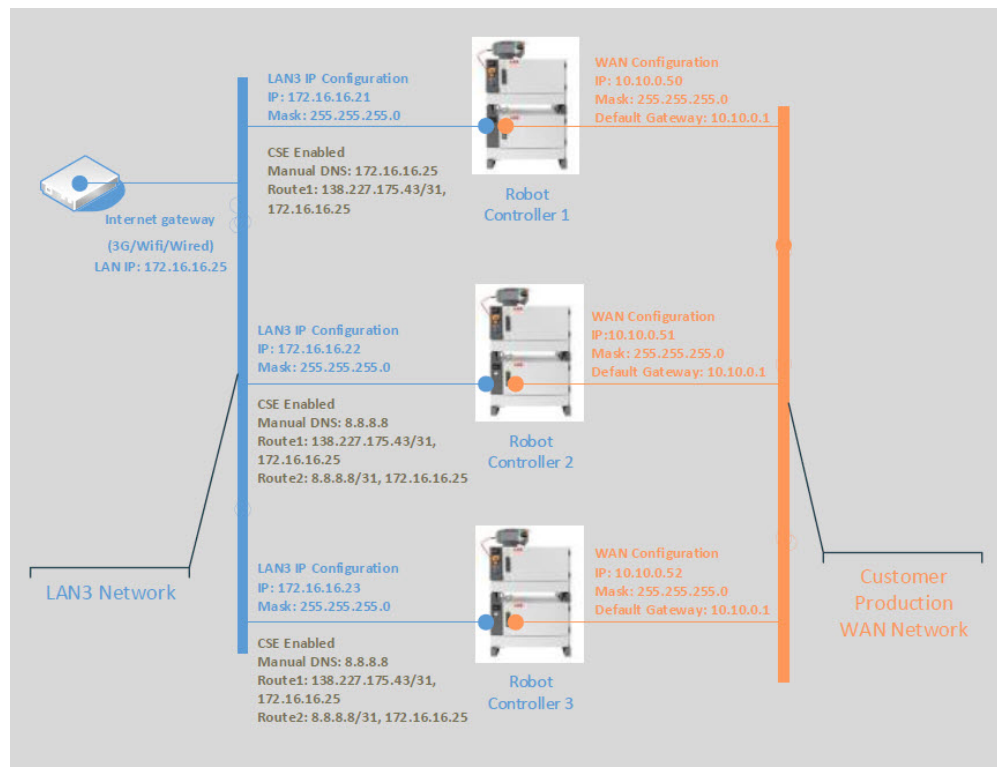 LAN3 IP Configuration
IP: 172.16.16.21
Mask: 255.255.255.0
CSE Enabled
Manual DNS: 172.16.16.25
Route1: 138.227.175.43/31,
172.16.16.25
Robot
Controller 1
WAN Configuration
IP: 10.10.0.50
Mask: 255.255.255.0
Default Gateway: 10.10.0.1
Internet gateway
(3G/Wifi/Wired)
LAN IP: 172.16.16.25
LAN3 IP Configuration
IP: 172.16.16.22
Mask: 255.255.255.0
CSE Enabled
Manual DNS: 8.8.8.8
Route1: 138.227.175.43/31,
172.16.16.25
Route2: 8.8.8.8/31, 172.16.16.25
Robot
Controller 2
WAN Configuration
IP:10.10.0.51
Mask: 255.255.255.0
Default Gateway: 10.10.0.1
LAN3 Network
LAN3 IP Configuration
IP: 172.16.16.23
Mask: 255.255.255.0
CSE Enabled
Manual DNS: 8.8.8.8
Route1: 138.227.175.43/31,
172.16.16.25
Route2: 8.8.8.8/31, 172.16.16.25
Robot
Controller 3
WAN Configuration
IP: 10.10.0.52
Mask: 255.255.255.0
Default Gateway: 10.10.0.1
Customer
Production
WAN Network